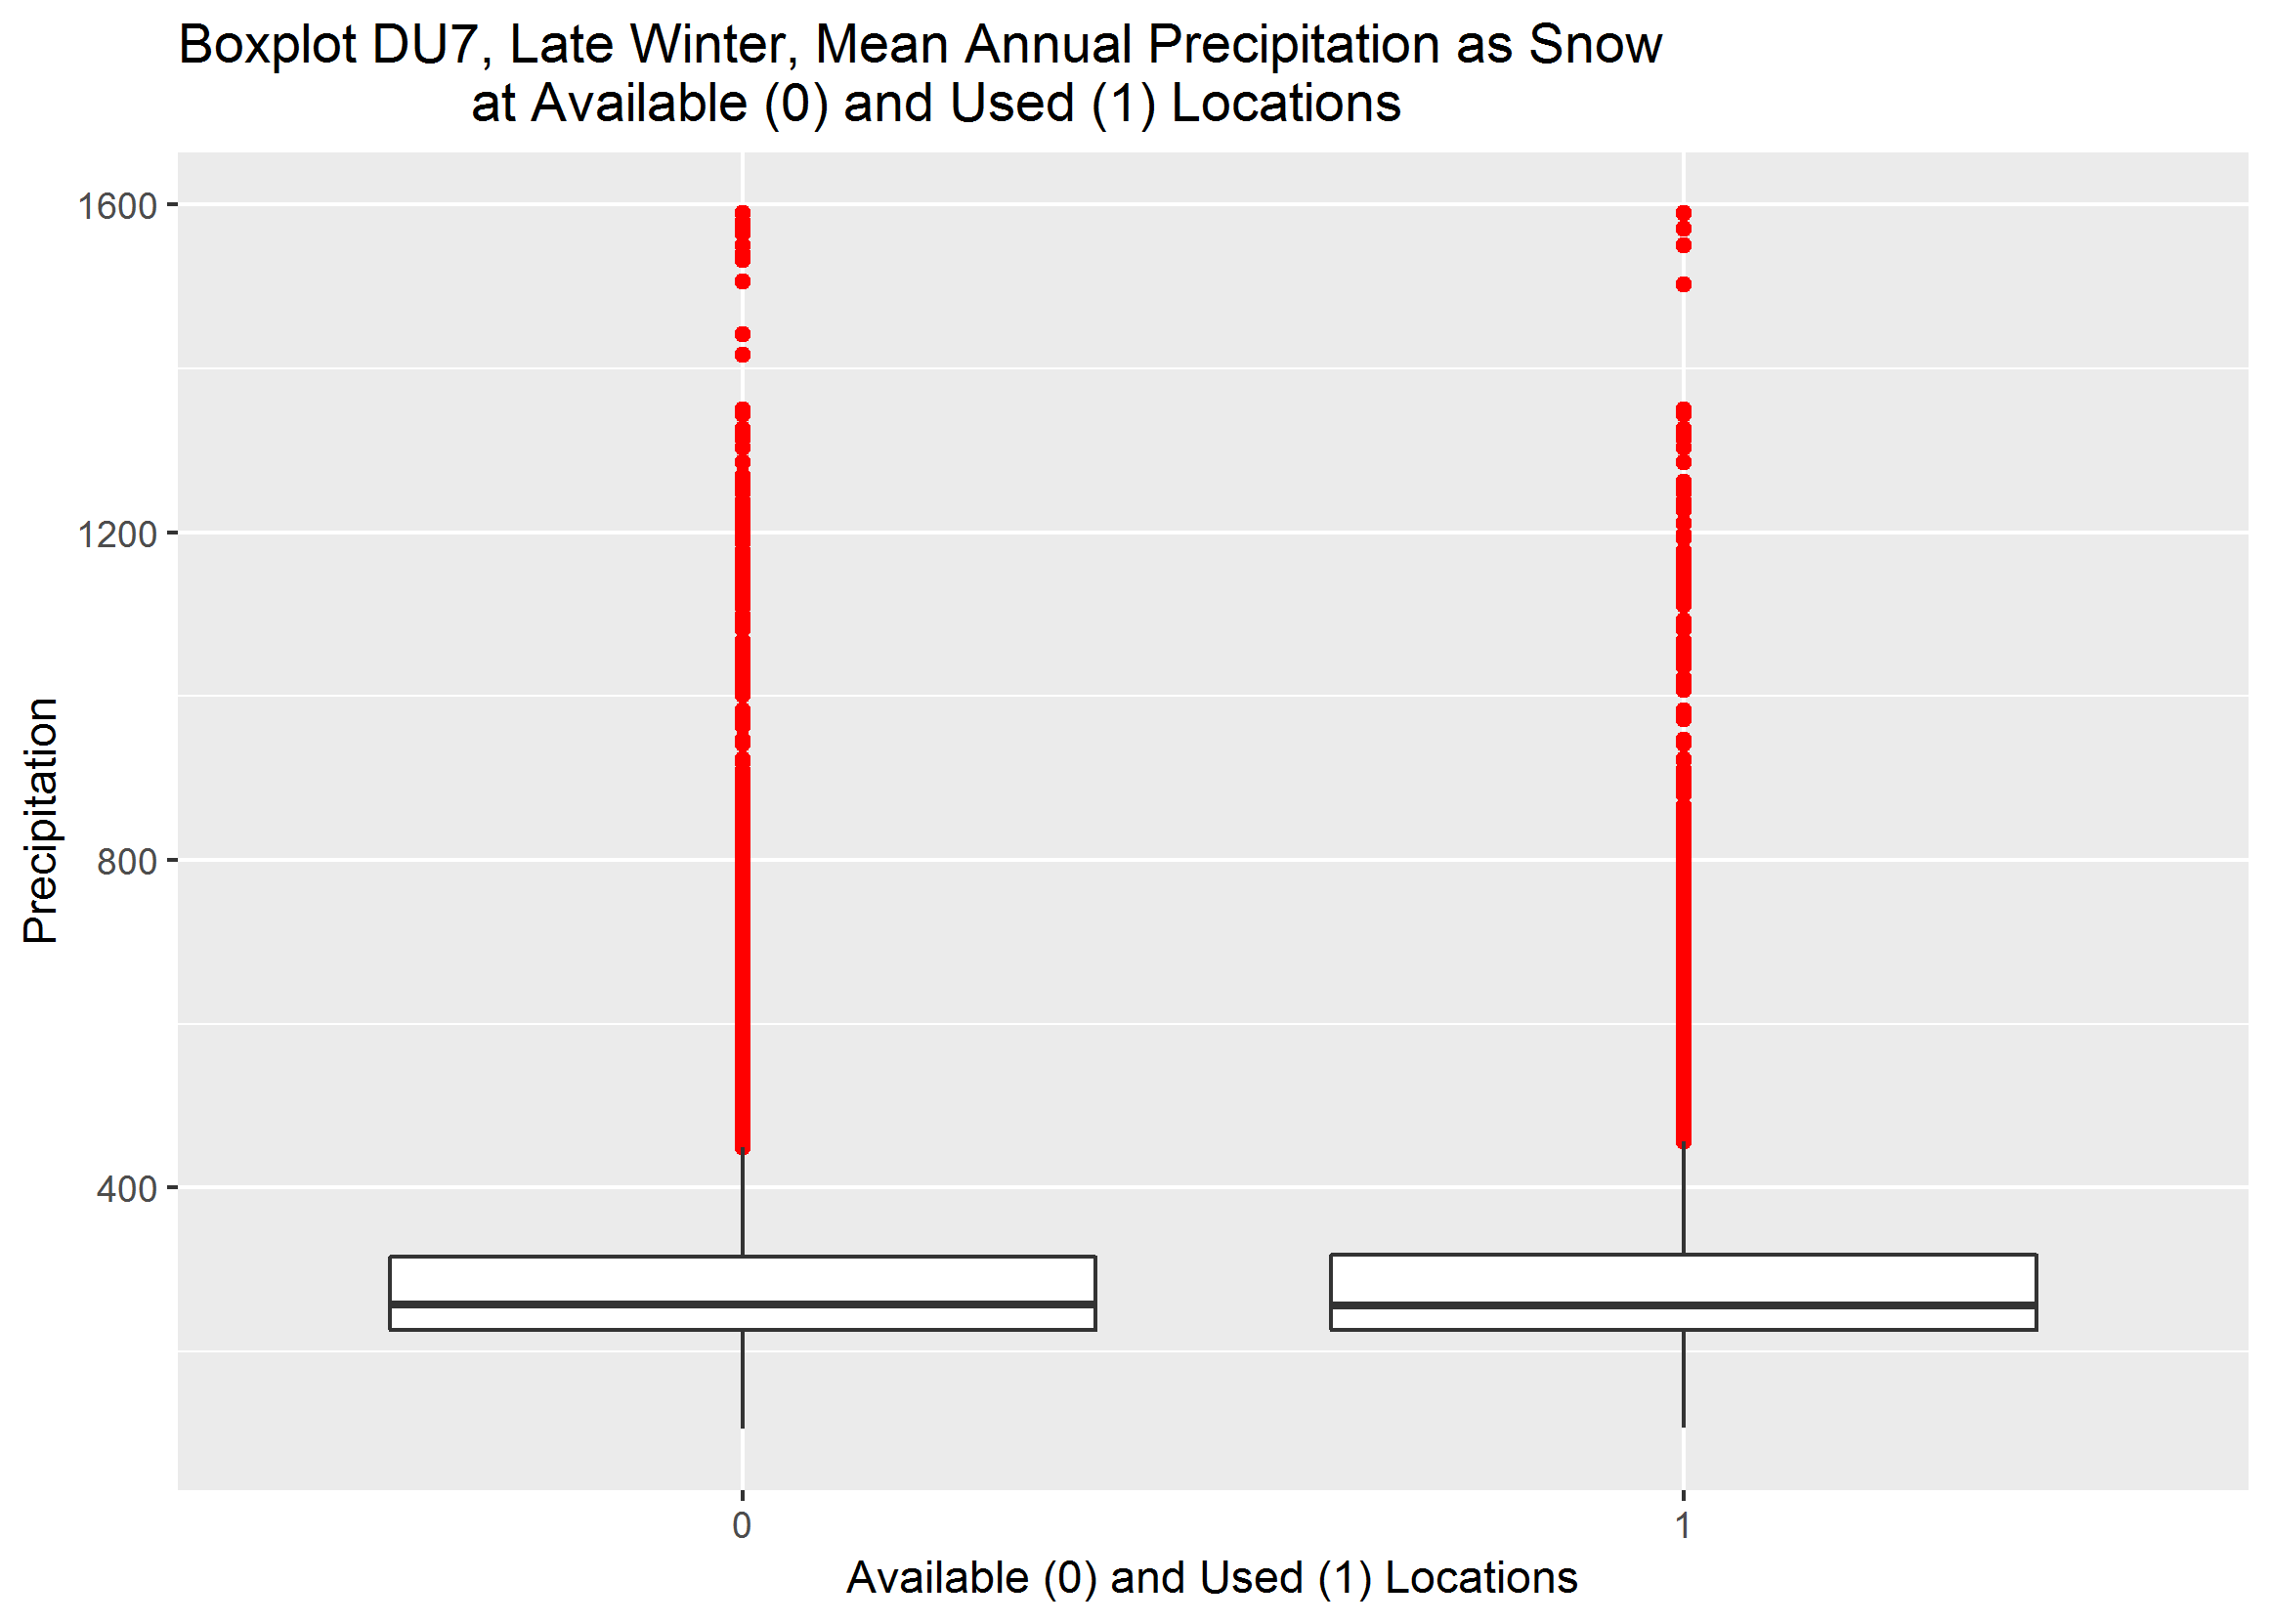 Boxplot DU7, Late Winter, Mean Annual Precipitation as Snow
at Available (0) and Used (1) Locations
Precipitation
1600
1200
800
400
0
1
Available (0) and Used (1) Locations